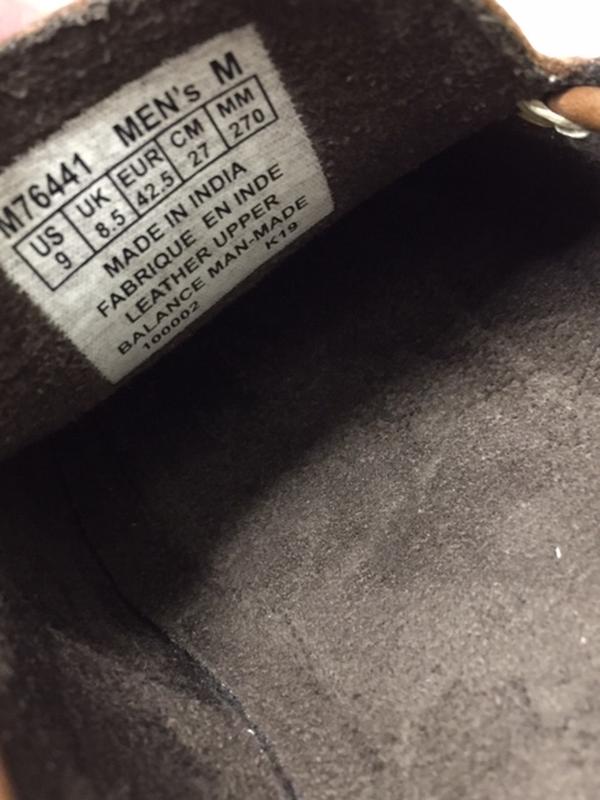 M76441 MEN's M
US UK EUR CM MM
9 8.5 42.5 27 270
MADE IN INDIA
FABRIQUE EN INDE
LEATHER UPPER
BALANCE MAN-MADE
100002 K19